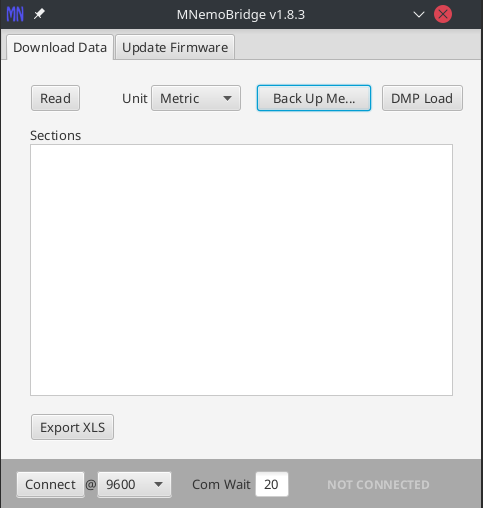 MN MNemoBridge v1.8.3
Download Data Update Firmware
Read Unit Metric Back Up Me... DMP Load
Sections
Export XLS
Connect @ 9600 Com Wait 20 NOT CONNECTED